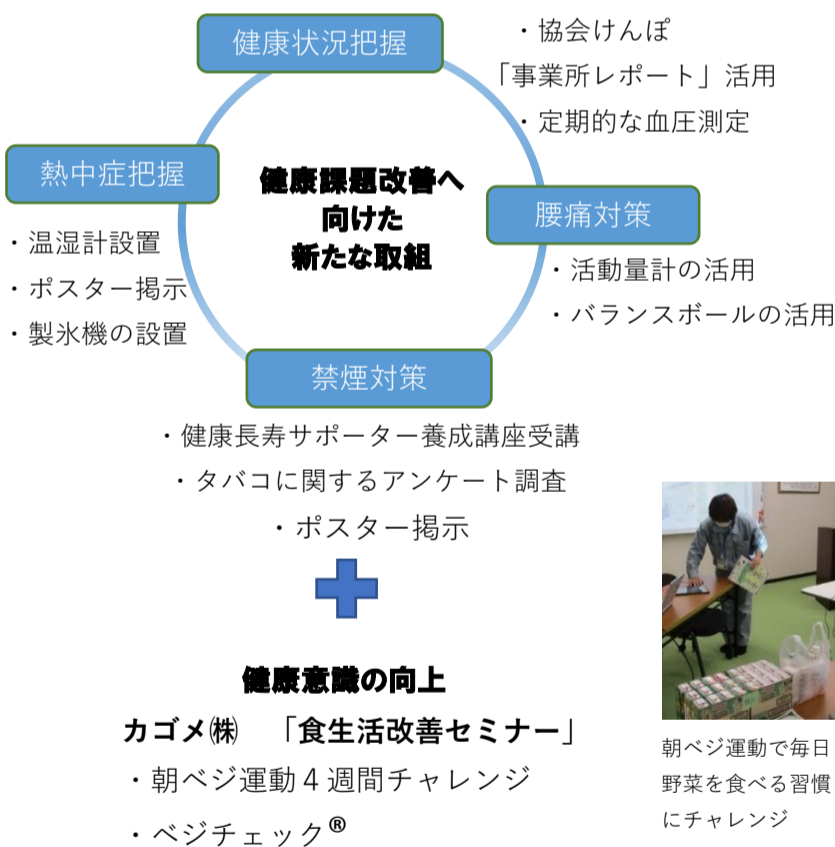 健康状況把握
・協会けんぽ
「事業所レポート」活用
・定期的な血圧測定
熱中症把握
・温湿計設置
・ポスター掲示
・製氷機の設置
健康課題改善へ
向けた
新たな取組
腰痛対策
・活動量計の活用
・バランスボールの活用
禁煙対策
・健康長寿サポーター養成講座受講
・タバコに関するアンケート調査
・ポスター掲示
健康意識の向上
カゴメ㈱　「食生活改善セミナー」
・朝ベジ運動４週間チャレンジ
・ベジチェック®
朝ベジ運動で毎日
野菜を食べる習慣
にチャレンジ